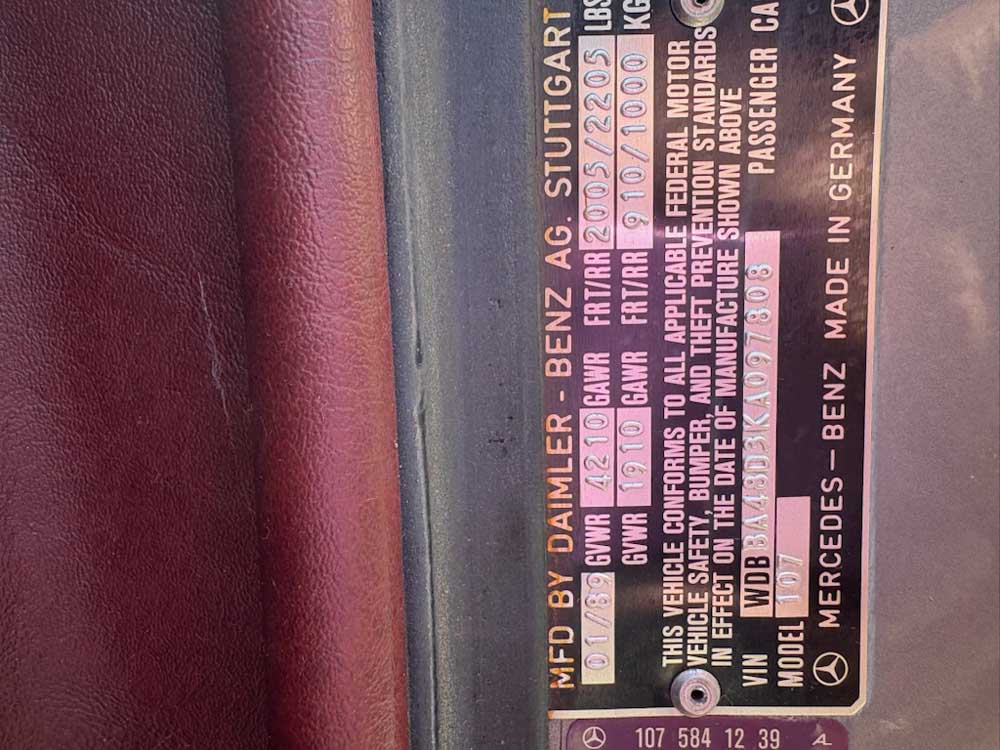 MFD BY DAIMLER - BENZ AG. STUTTGART
01/89 GVWR 4210 GAWR FRT/RR 2005/2205 LBS
GVWR 1910 GAWR FRT/RR 910/1000 KG
THIS VEHICLE CONFORMS TO ALL APPLICABLE FEDERAL MOTOR
VEHICLE SAFETY, BUMPER, AND THEFT PREVENTION STANDARDS
IN EFFECT ON THE DATE OF MANUFACTURE SHOWN ABOVE
VIN WDBBA48D3KA097808 PASSENGER CA
MODEL 107
MERCEDES-BENZ MADE IN GERMANY
107 584 12 39 A